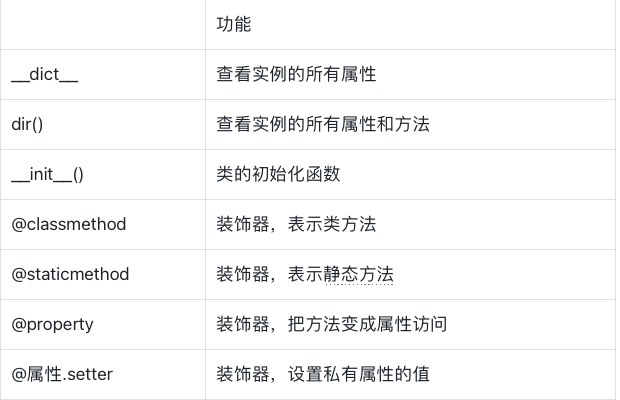 功能
__dict__ 查看实例的所有属性
dir() 查看实例的所有属性和方法
__init__() 类的初始化函数
@classmethod 装饰器，表示类方法
@staticmethod 装饰器，表示静态方法
@property 装饰器，把方法变成属性访问
@属性.setter 装饰器，设置私有属性的值